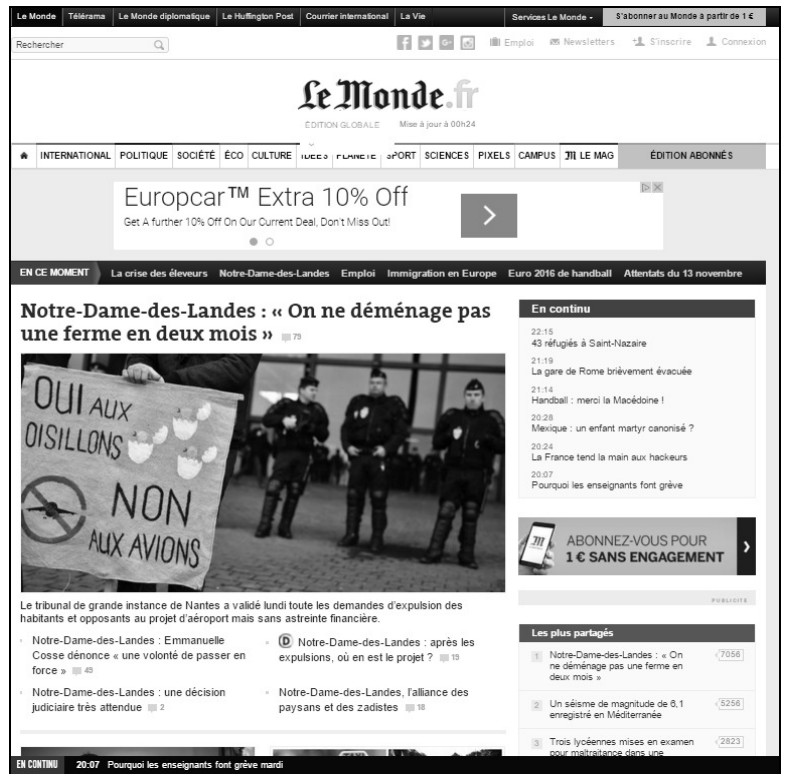 Le Monde Télérama Le Monde diplomatique Le Huffington Post Courrier international La Vie Services Le Monde S'abonner au Monde à partir de 1 €
Rechercher Emploi Newsletters S'inscrire Connexion
Le Monde.fr
ÉDITION GLOBALE Mise à jour à 00h24
INTERNATIONAL POLITIQUE SOCIÉTÉ ÉCO CULTURE IDÉES PLANÈTE SPORT SCIENCES PIXELS CAMPUS M LE MAG ÉDITION ABONNÉS
Europcar™ Extra 10% Off
Get A further 10% Off On Our Current Deal, Don't Miss Out!
EN CE MOMENT La crise des éleveurs Notre-Dame-des-Landes Emploi Immigration en Europe Euro 2016 de handball Attentats du 13 novembre
Notre-Dame-des-Landes : « On ne déménage pas
une ferme en deux mois » 79
OUI AUX
OISILLONS
NON
AUX AVIONS
Le tribunal de grande instance de Nantes a validé lundi toute les demandes d'expulsion des
habitants et opposants au projet d'aéroport mais sans astreinte financière.
Notre-Dame-des-Landes : Emmanuelle
Cosse dénonce « une volonté de passer en
force » 45
Notre-Dame-des-Landes : une décision
judiciaire très attendue 2
D Notre-Dame-des-Landes : après les
expulsions, où en est le projet ? 19
Notre-Dame-des-Landes, l'alliance des
paysans et des zadistes 18
En continu
22:15
43 réfugiés à Saint-Nazaire
21:19
La gare de Rome brièvement évacuée
21:14
Handball : merci la Macédoine !
20:28
Mexique : un enfant martyr canonisé ?
20:24
La France tend la main aux hackeurs
20:07
Pourquoi les enseignants font grève
M ABONNEZ-VOUS POUR
1 € SANS ENGAGEMENT
PUBLICITÉ
Les plus partagés
1 Notre-Dame-des-Landes : « On 7056
ne déménage pas une ferme en
deux mois »
2 Un séisme de magnitude de 6,1 5256
enregistré en Méditerranée
3 Trois lycéennes mises en examen 2823
pour maltraitance dans une
EN CONTINU 20:07 Pourquoi les enseignants font grève mardi